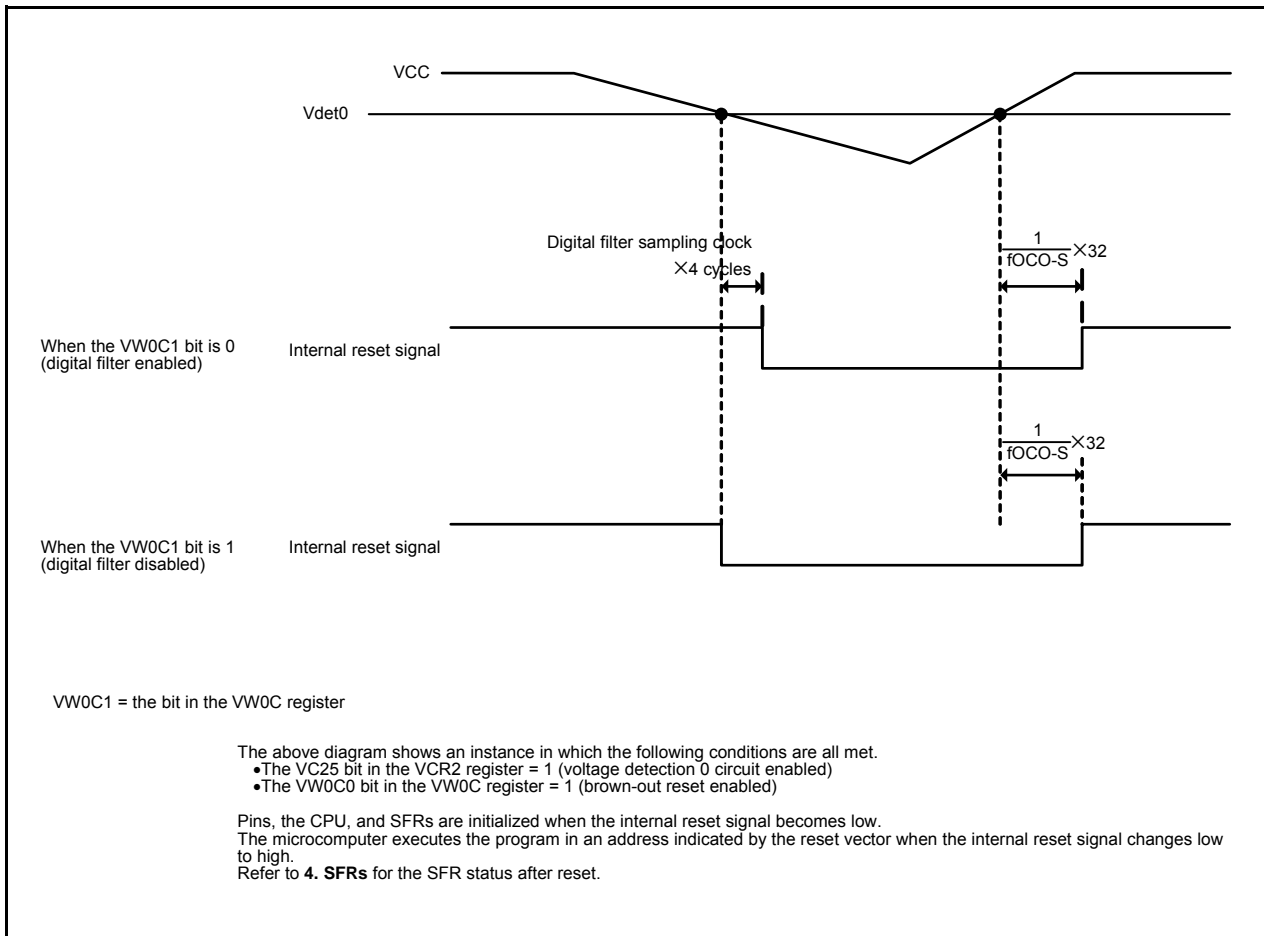 VCC
Vdet0
Digital filter sampling clock
×4 cycles
1
fOCO-S
×32
When the VW0C1 bit is 0
(digital filter enabled)
Internal reset signal
1
fOCO-S
×32
When the VW0C1 bit is 1
(digital filter disabled)
Internal reset signal
VW0C1 = the bit in the VW0C register
The above diagram shows an instance in which the following conditions are all met.
•The VC25 bit in the VCR2 register = 1 (voltage detection 0 circuit enabled)
•The VW0C0 bit in the VW0C register = 1 (brown-out reset enabled)
Pins, the CPU, and SFRs are initialized when the internal reset signal becomes low.
The microcomputer executes the program in an address indicated by the reset vector when the internal reset signal changes low
to high.
Refer to 4. SFRs for the SFR status after reset.